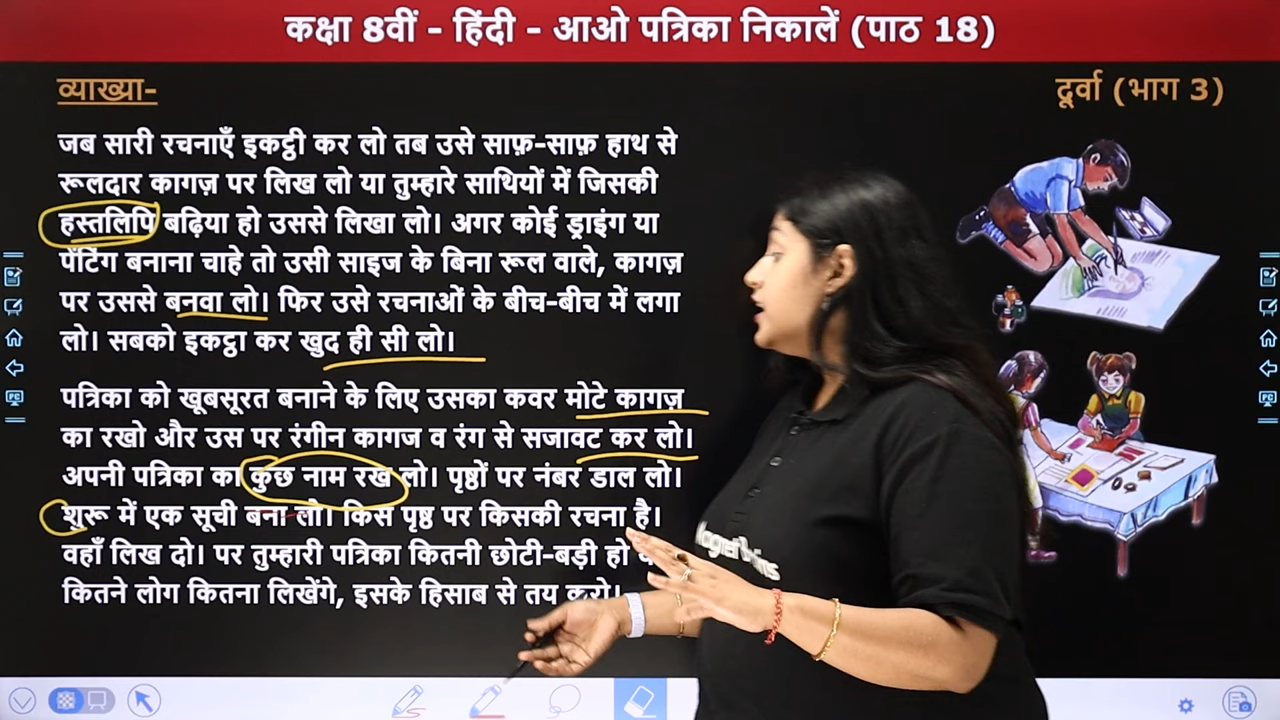 कक्षा 8वीं - हिंदी - आओ पत्रिका निकालें (पाठ 18)
व्याख्या-
दूर्वा (भाग 3)
जब सारी रचनाएँ इकट्ठी कर लो तब उसे साफ़-साफ़ हाथ से
रूलदार कागज़ पर लिख लो या तुम्हारे साथियों में जिसकी
हस्तलिपि बढ़िया हो उससे लिखा लो। अगर कोई ड्राइंग या
पेंटिंग बनाना चाहे तो उसी साइज के बिना रूल वाले, कागज़
पर उससे बनवा लो। फिर उसे रचनाओं के बीच-बीच में लगा
लो। सबको इकट्ठा कर खुद ही सी लो।
पत्रिका को खूबसूरत बनाने के लिए उसका कवर मोटे कागज़
का रखो और उस पर रंगीन कागज व रंग से सजावट कर लो।
अपनी पत्रिका का कुछ नाम रख लो। पृष्ठों पर नंबर डाल लो।
शुरू में एक सूची बना लो। किस पृष्ठ पर किसकी रचना है।
वहाँ लिख दो। पर तुम्हारी पत्रिका कितनी छोटी-बड़ी हो
कितने लोग कितना लिखेंगे, इसके हिसाब से तय करो।